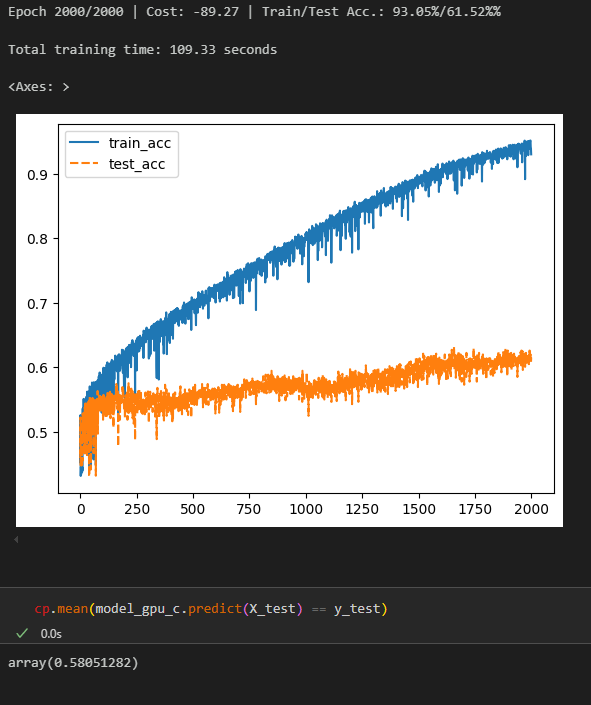 Epoch 2000/2000 | Cost: -89.27 | Train/Test Acc.: 93.05%/61.52%%
Total training time: 109.33 seconds
<Axes: >
train_acc
test_acc
0.9
0.8
0.7
0.6
0.5
0 250 500 750 1000 1250 1500 1750 2000
cp.mean(model_gpu_c.predict(X_test) == y_test)
0.0s
array(0.58051282)